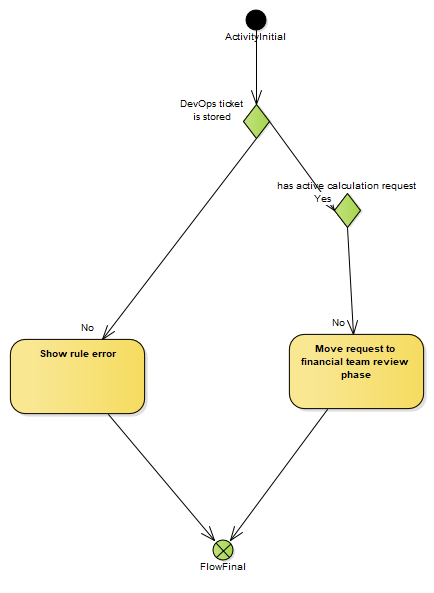 ActivityInitial
DevOps ticket
is stored
has active calculation request
Yes
No
No
Show rule error
Move request to
financial team review
phase
FlowFinal